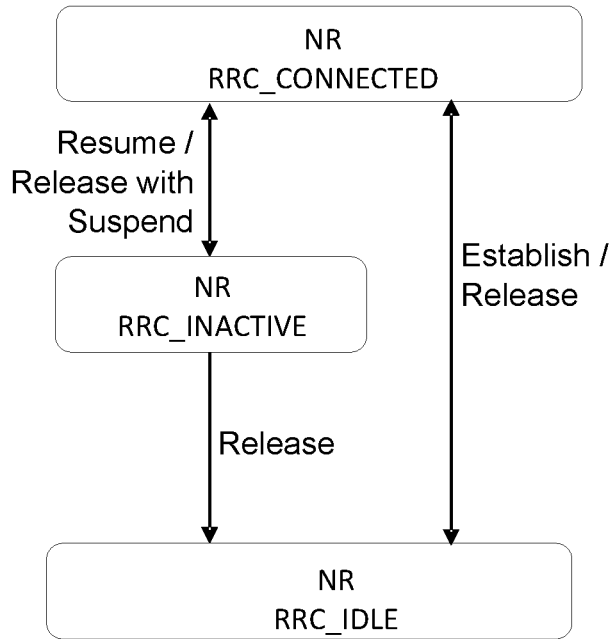 NR
RRC_CONNECTED
Resume /
Release with
Suspend
Establish /
Release
NR
RRC_INACTIVE
Release
NR
RRC_IDLE